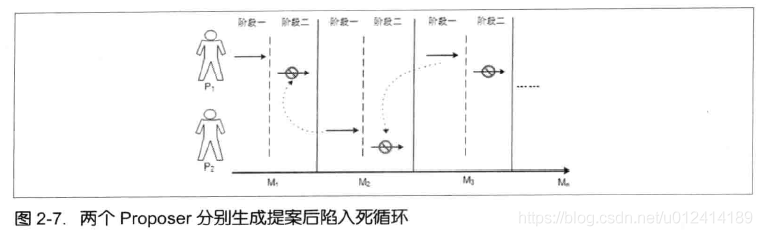 阶段一 阶段二 阶段一 阶段二 阶段一 阶段二
P1
......
P2
M1 M2 M3 Mn
图 2-7. 两个 Proposer 分别生成提案后陷入死循环
https://blog.csdn.net/u012414189